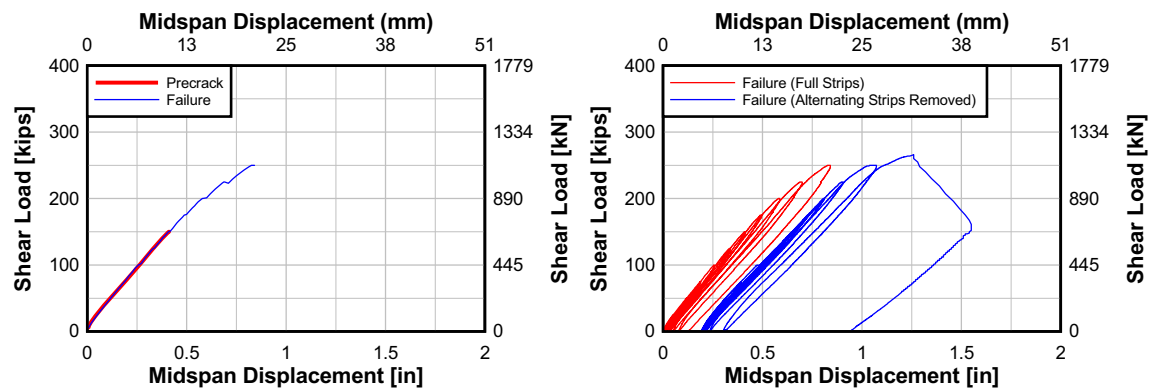 Midspan Displacement (mm)
0 13 25 38 51
400
300
200
100
0
Shear Load [kips]
Precrack
Failure
1779
1334
890
445
0
Shear Load [kN]
0 0.5 1 1.5 2
Midspan Displacement [in]
Midspan Displacement (mm)
0 13 25 38 51
400
300
200
100
0
Shear Load [kips]
Failure (Full Strips)
Failure (Alternating Strips Removed)
1779
1334
890
445
0
Shear Load [kN]
0 0.5 1 1.5 2
Midspan Displacement [in]